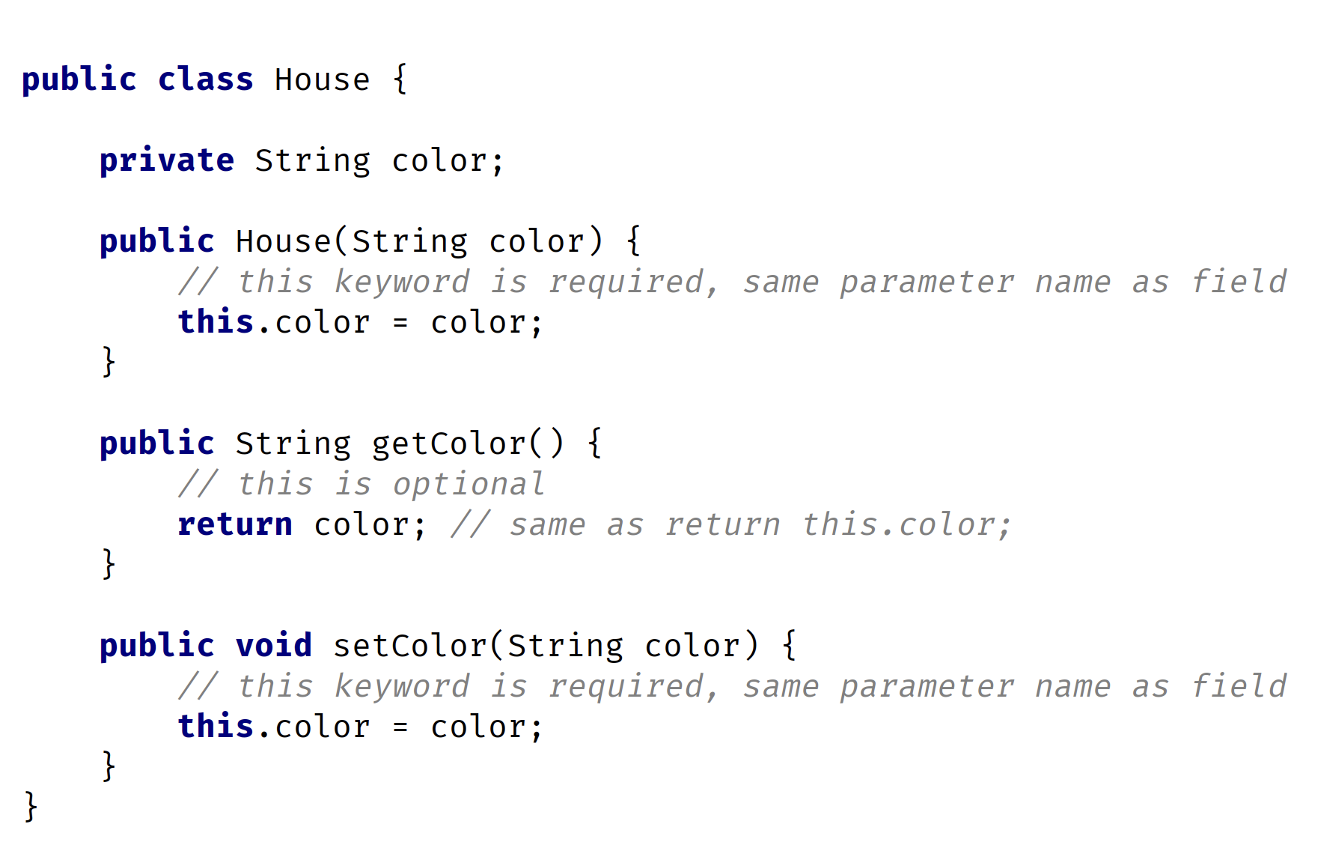 public class House {
private String color;
public House(String color) {
// this keyword is required, same parameter name as field
this.color = color;
}
public String getColor() {
// this is optional
return color; // same as return this.color;
}
public void setColor(String color) {
// this keyword is required, same parameter name as field
this.color = color;
}
}